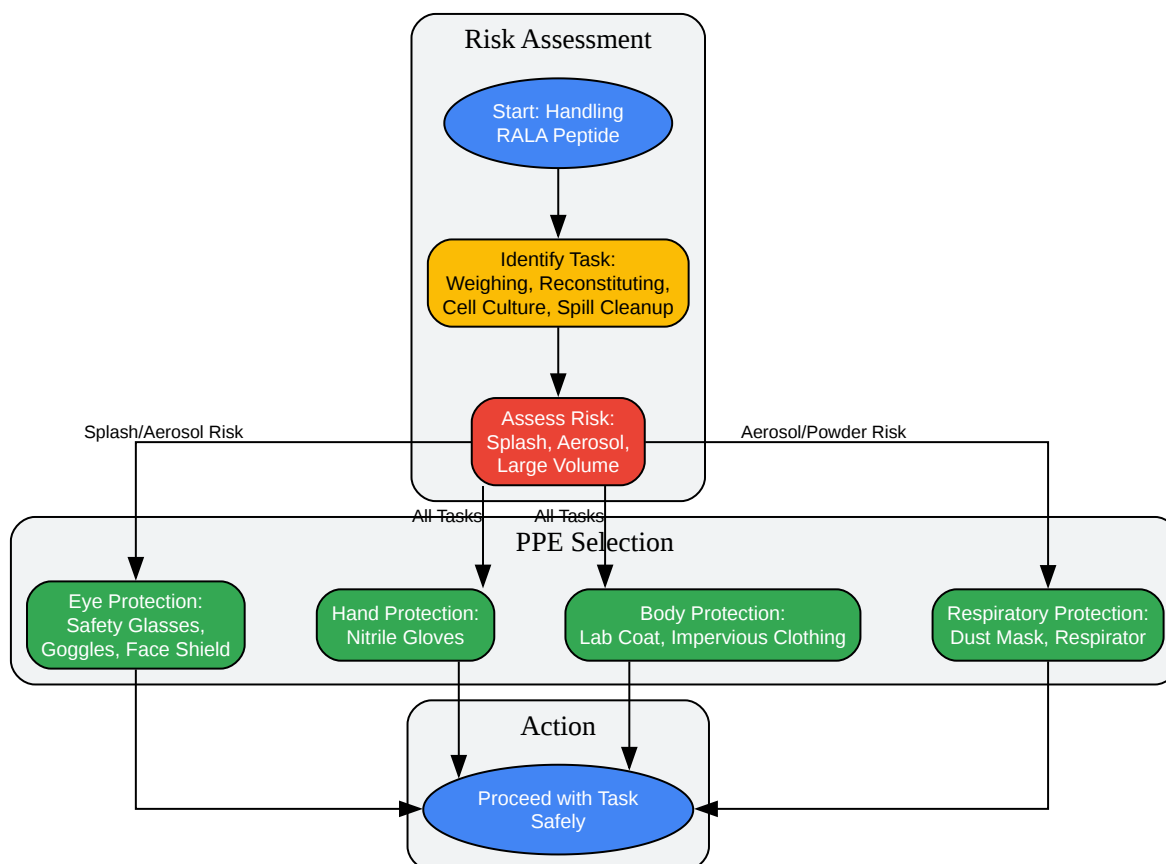 Risk Assessment
Start: Handling
RALA Peptide
Identify Task:
Weighing, Reconstituting,
Cell Culture, Spill Cleanup
Assess Risk:
Splash, Aerosol,
Large Volume
Splash/Aerosol Risk
Aerosol/Powder Risk
All Tasks
All Tasks
PPE Selection
Eye Protection:
Safety Glasses,
Goggles, Face Shield
Hand Protection:
Nitrile Gloves
Body Protection:
Lab Coat, Impervious Clothing
Respiratory Protection:
Dust Mask, Respirator
Action
Proceed with Task
Safely